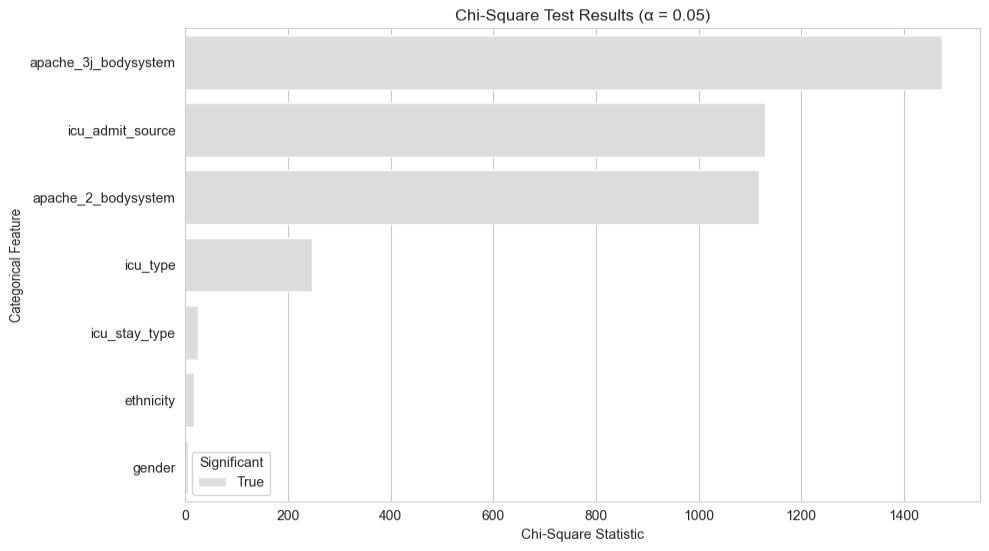 Chi-Square Test Results (α = 0.05)
Categorical Feature
apache_3j_bodysystem
icu_admit_source
apache_2_bodysystem
icu_type
icu_stay_type
ethnicity
gender
Significant
True
0 200 400 600 800 1000 1200 1400
Chi-Square Statistic